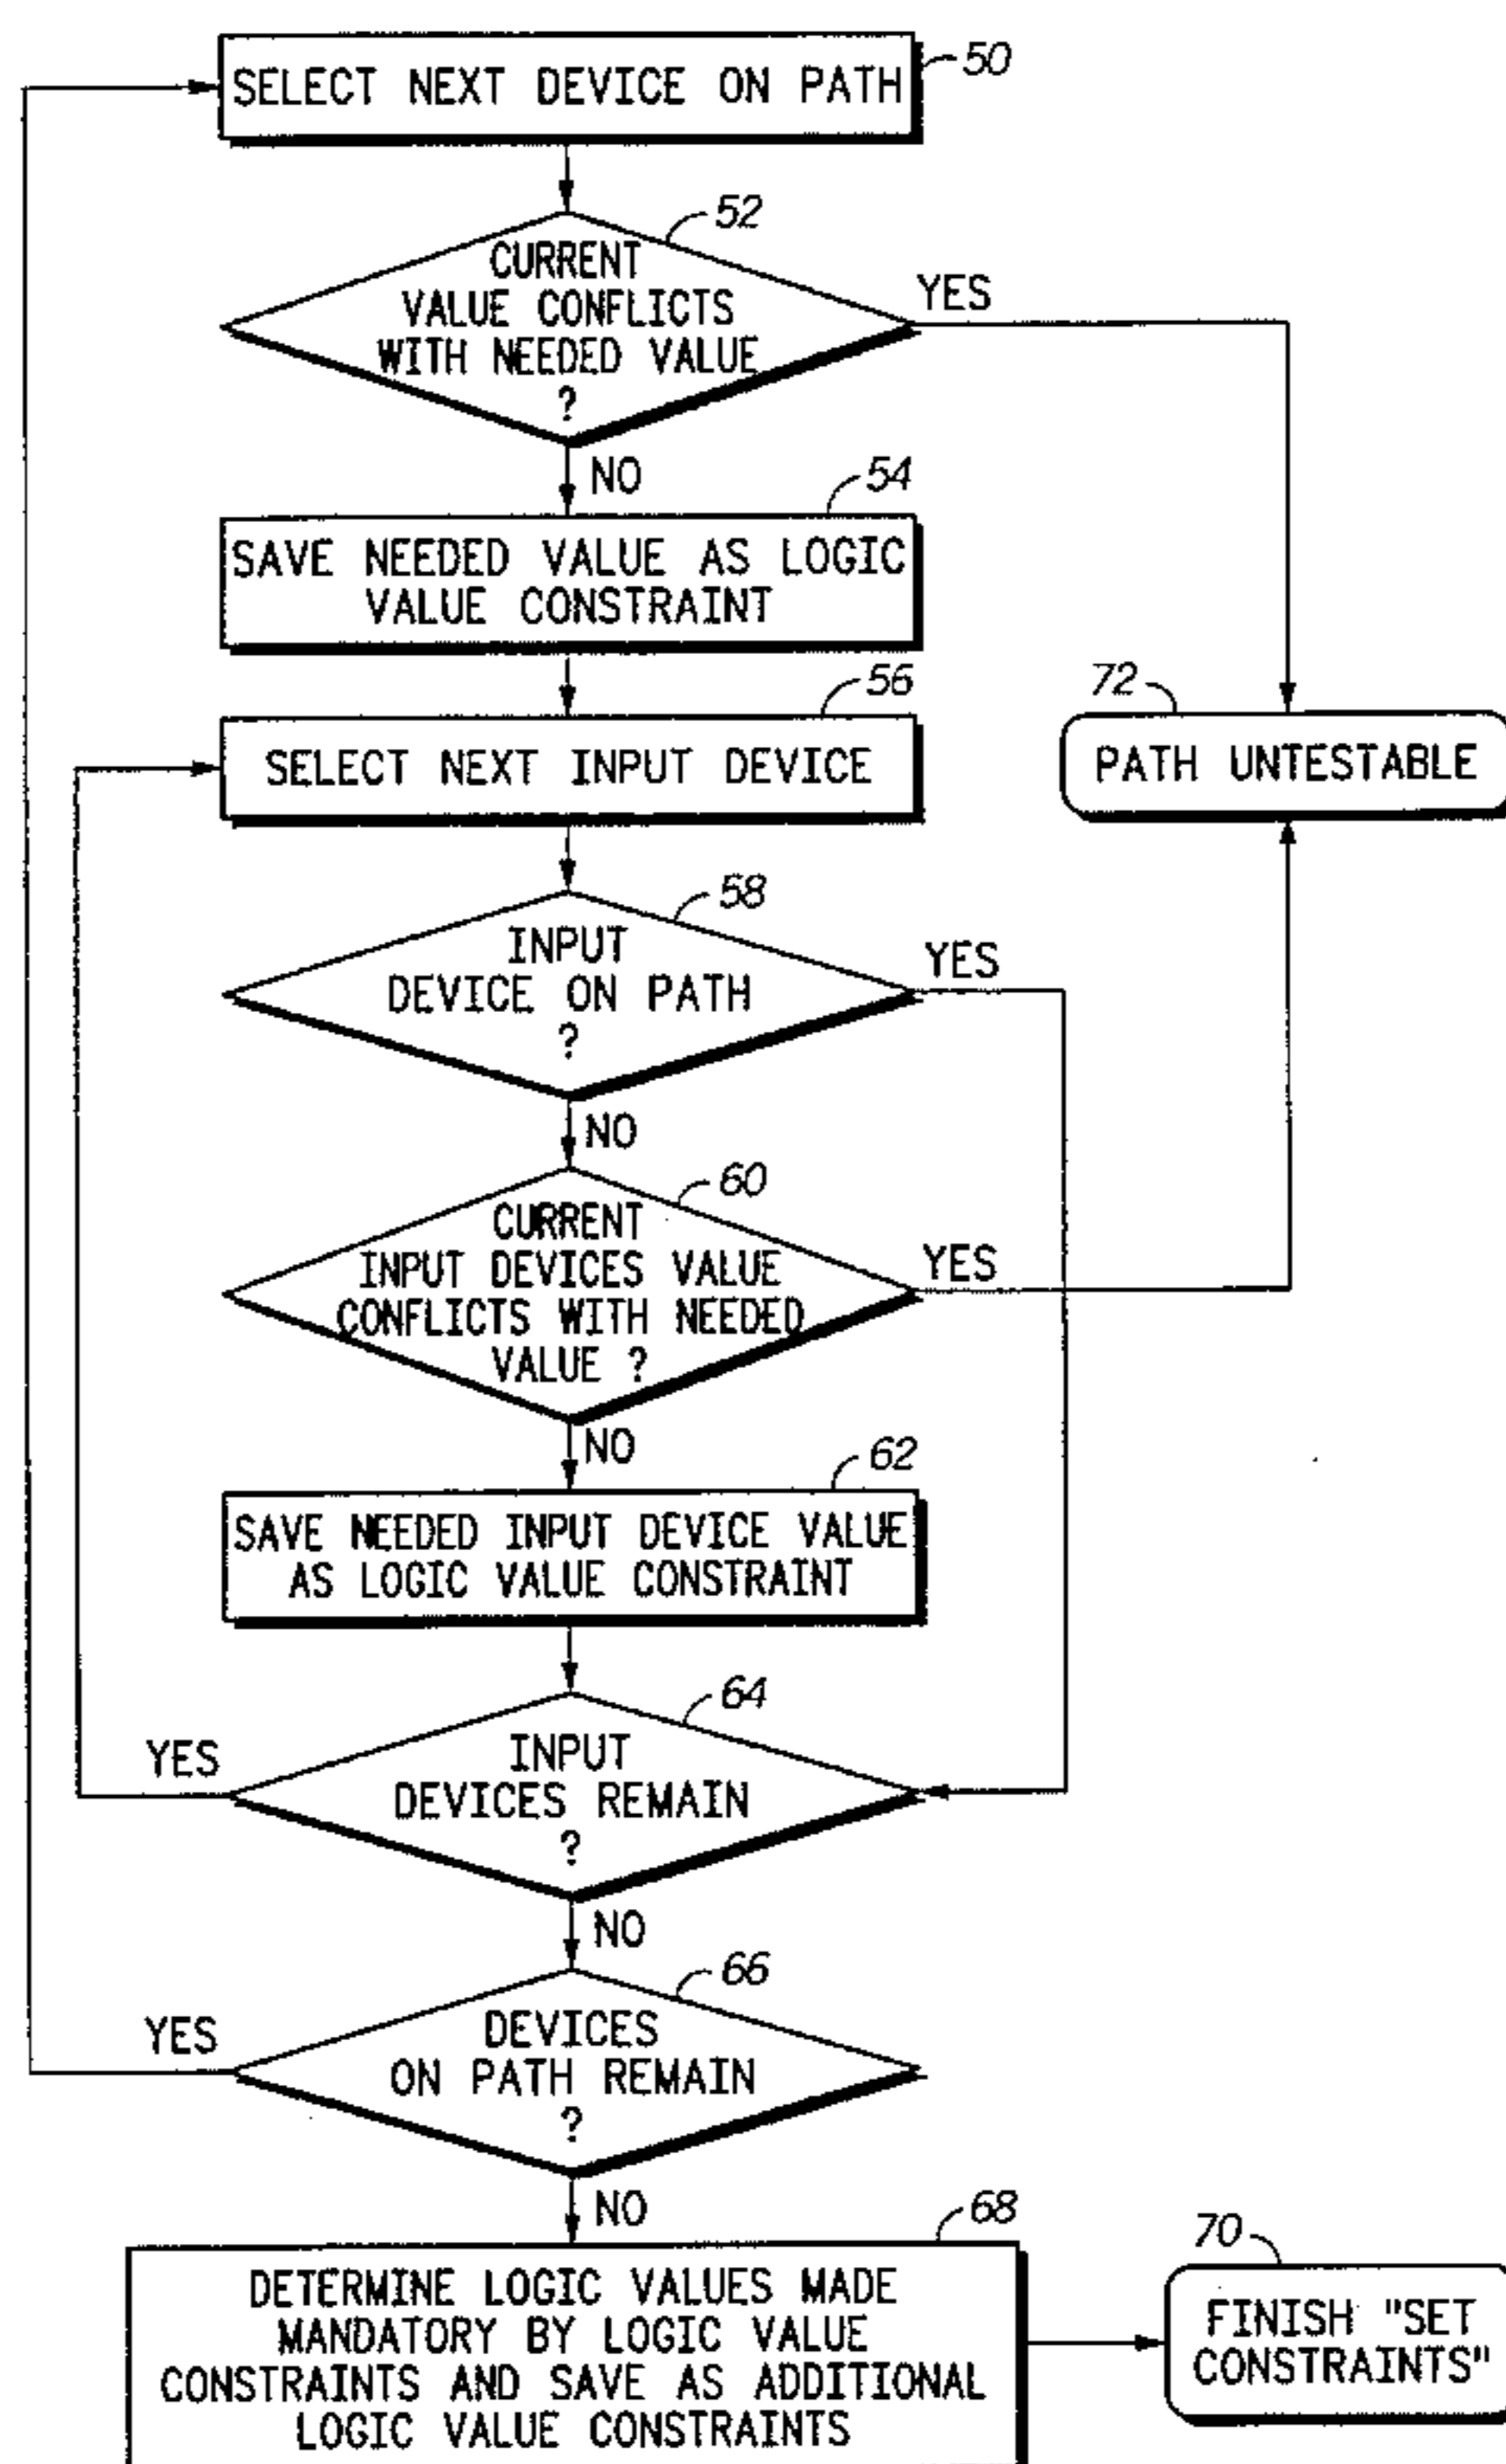 50
SELECT NEXT DEVICE ON PATH
52
CURRENT
VALUE CONFLICTS
WITH NEEDED VALUE
?
YES
NO
54
SAVE NEEDED VALUE AS LOGIC
VALUE CONSTRAINT
56
SELECT NEXT INPUT DEVICE
72
PATH UNTESTABLE
58
INPUT
DEVICE ON PATH
?
YES
NO
60
CURRENT
INPUT DEVICES VALUE
CONFLICTS WITH NEEDED
VALUE ?
YES
NO
62
SAVE NEEDED INPUT DEVICE VALUE
AS LOGIC VALUE CONSTRAINT
64
INPUT
DEVICES REMAIN
?
YES
NO
66
DEVICES
ON PATH REMAIN
?
YES
NO
68
DETERMINE LOGIC VALUES MADE
MANDATORY BY LOGIC VALUE
CONSTRAINTS AND SAVE AS ADDITIONAL
LOGIC VALUE CONSTRAINTS
70
FINISH "SET
CONSTRAINTS"